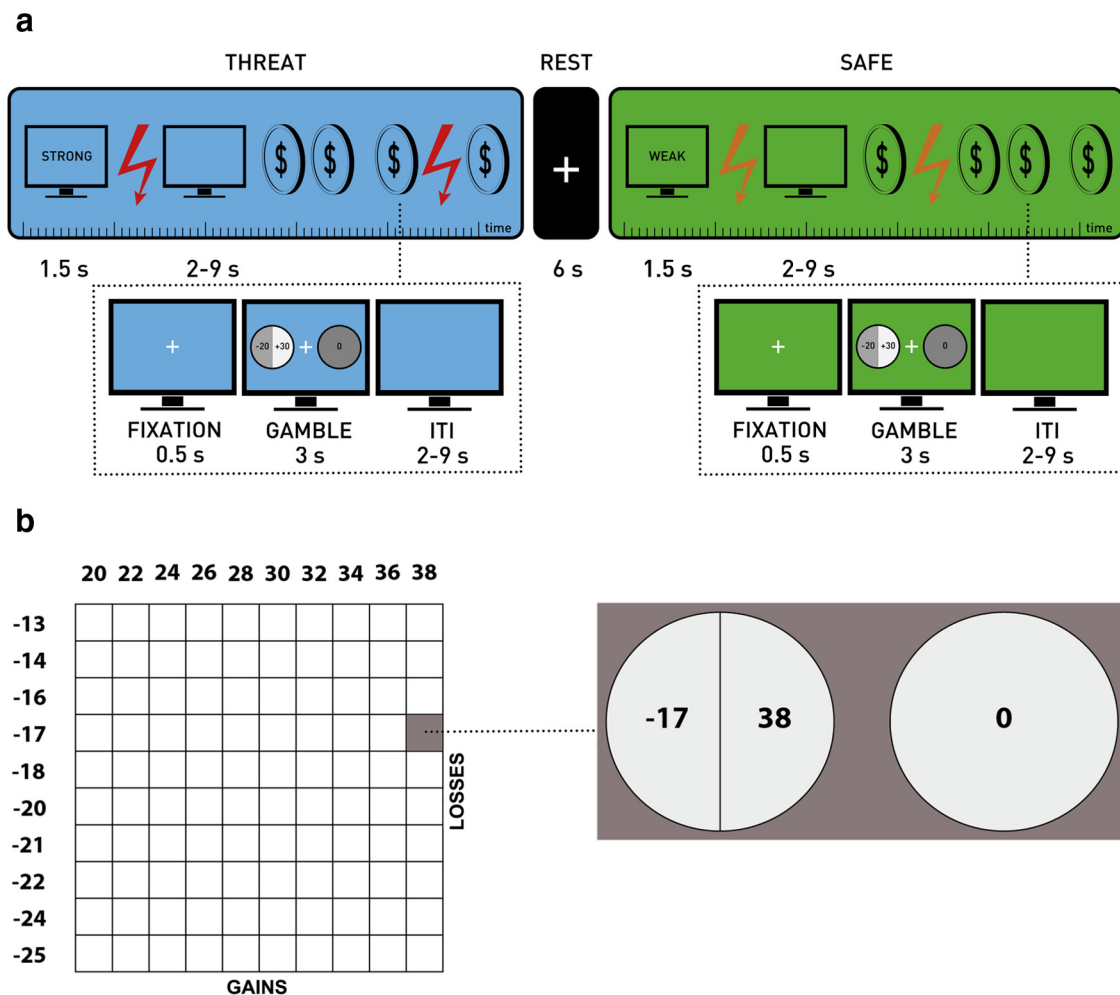 a
THREAT REST SAFE
STRONG $ $ $ $ + WEAK $ $ $ $
time time
1.5 s 2-9 s 6 s 1.5 s 2-9 s
+ -20 +30 + 0 + -20 +30 + 0
FIXATION GAMBLE ITI FIXATION GAMBLE ITI
0.5 s 3 s 2-9 s 0.5 s 3 s 2-9 s
b
20 22 24 26 28 30 32 34 36 38
-13
-14
-16
-17
-18
-20
-21
-22
-24
-25
LOSSES
GAINS
-17 38 0